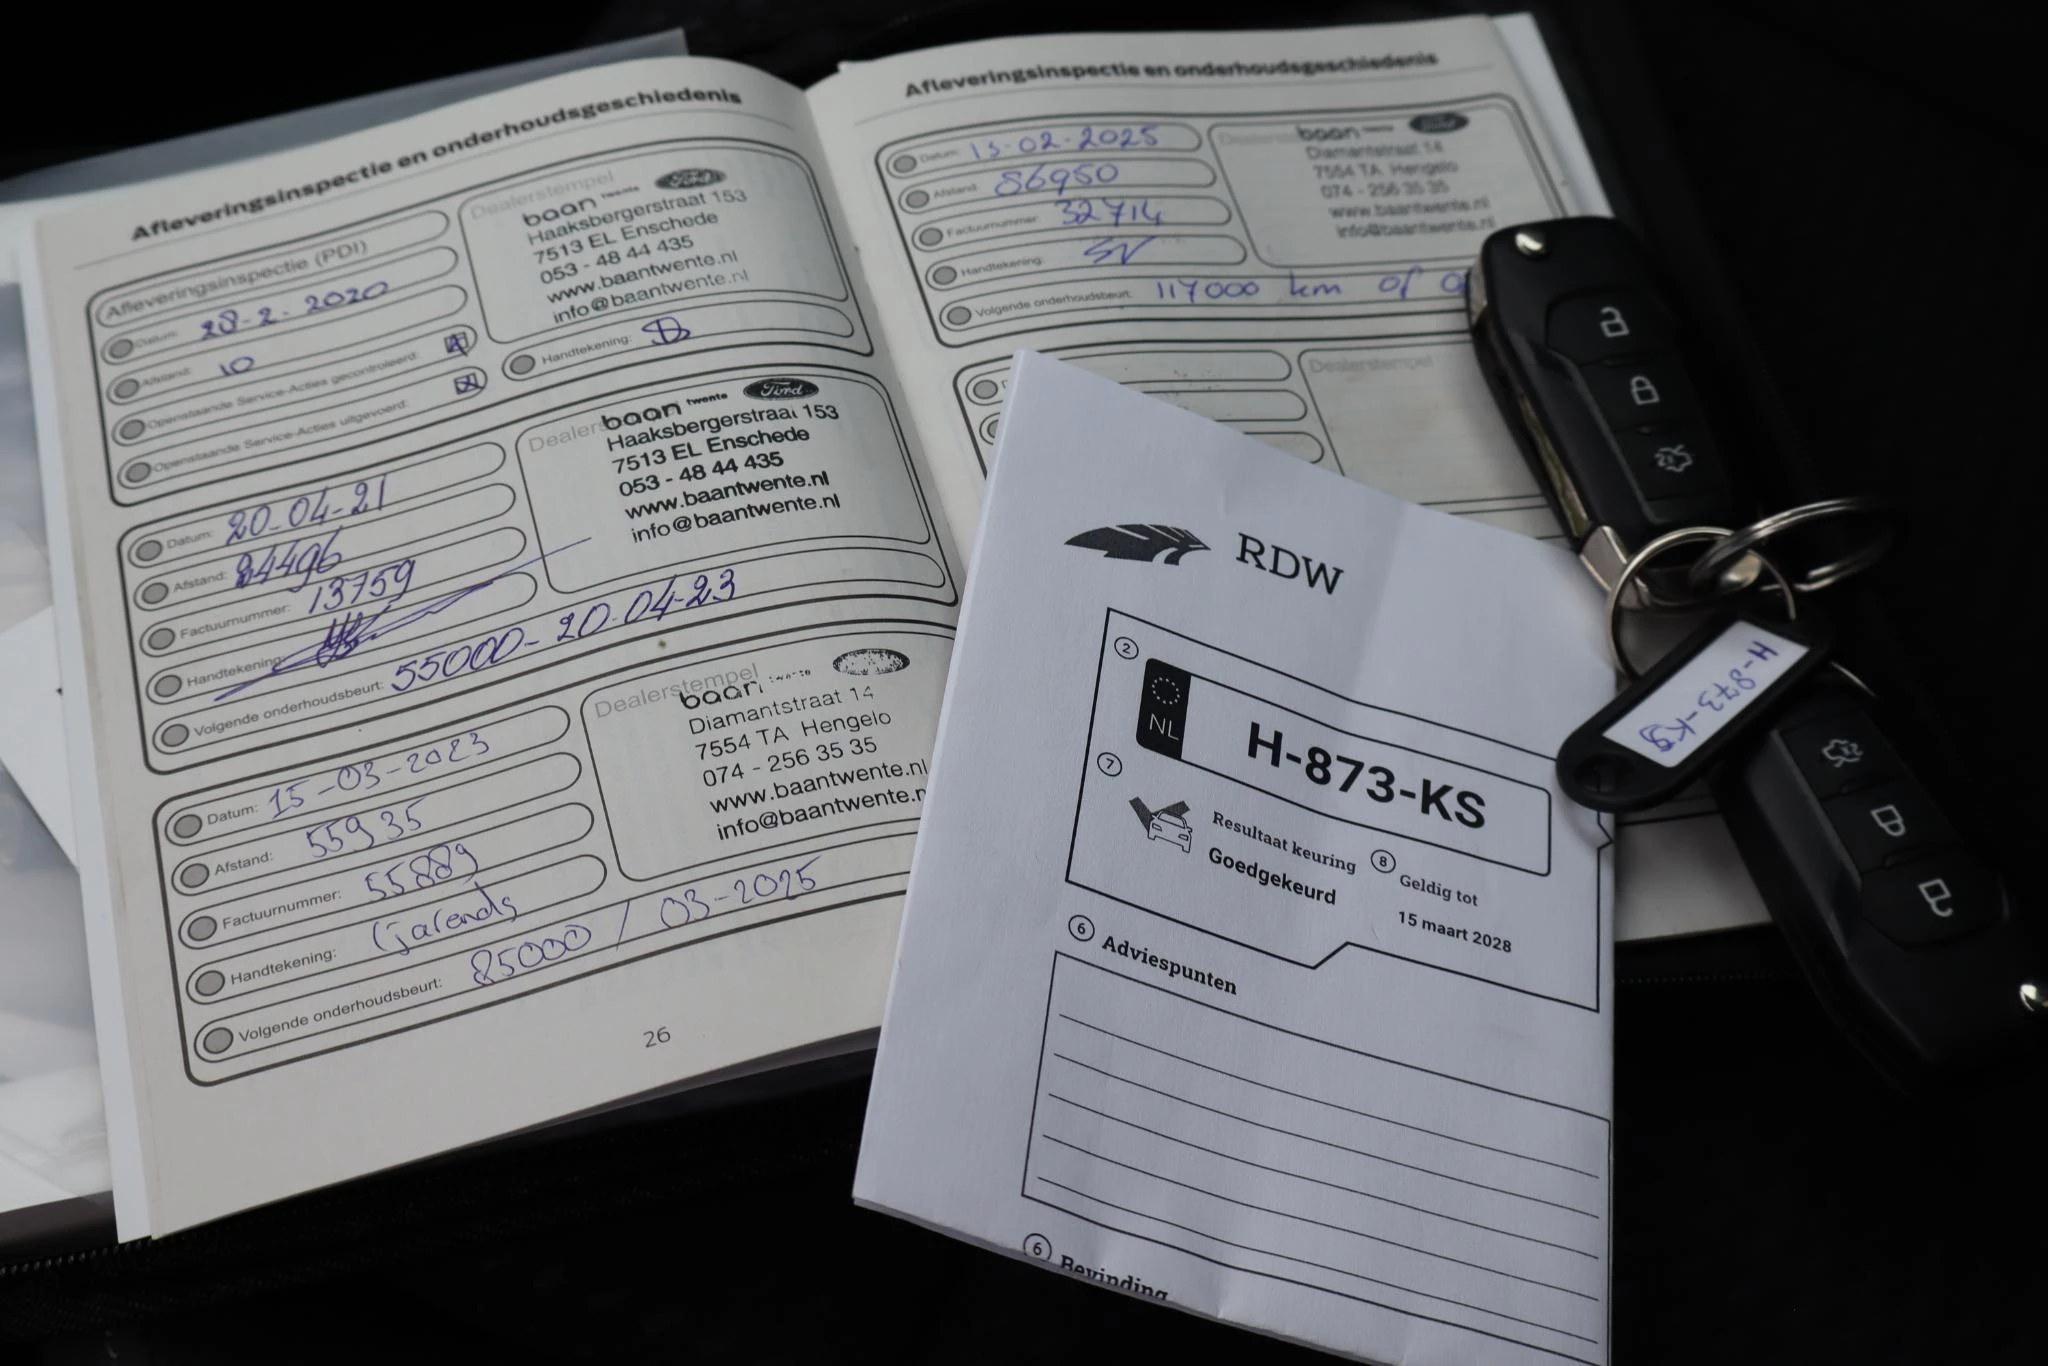 Afleveringsinspectie en onderhoudsgeschiedenis
Afleveringsinspectie (PDI)
Datum: 28-2-2020
Afstand: 10
Openstaande Service-Acties gecontroleerd:
Openstaande Service-Acties uitgevoerd:
Dealerstempel
baan twente Ford
Haaksbergerstraat 153
7513 EL Enschede
053 - 48 44 435
www.baantwente.nl
info@baantwente.nl
Handtekening:
Datum: 20-04-21
Afstand: 24496
Factuurnummer: 13759
Handtekening:
Volgende onderhoudsbeurt: 55000 - 20-04-23
baan twente Ford
Haaksbergerstraat 153
7513 EL Enschede
053 - 48 44 435
www.baantwente.nl
info@baantwente.nl
Datum: 15-03-2023
Afstand: 55935
Factuurnummer: 55889
Handtekening:
Volgende onderhoudsbeurt: 85000 / 03-2025
Dealerstempel
baan
Diamantstraat 14
7554 TA Hengelo
074 - 256 35 35
www.baantwente.nl
info@baantwente.n
26
Afleveringsinspectie en onderhoudsgeschiedenis
Datum: 13-02-2025
Afstand: 86950
Factuurnummer: 32714
Handtekening:
Volgende onderhoudsbeurt: 117000 km of
baan twente Ford
Diamantstraat 14
7554 TA Hengelo
074 - 256 35 35
www.baantwente.nl
info@baantwente.nl
Dealerstempel
RDW
2
NL
H-873-KS
7
Resultaat keuring
Goedgekeurd
8
Geldig tot
15 maart 2028
6 Adviespunten
6 Bevinding
H-873-KS
2x
2x